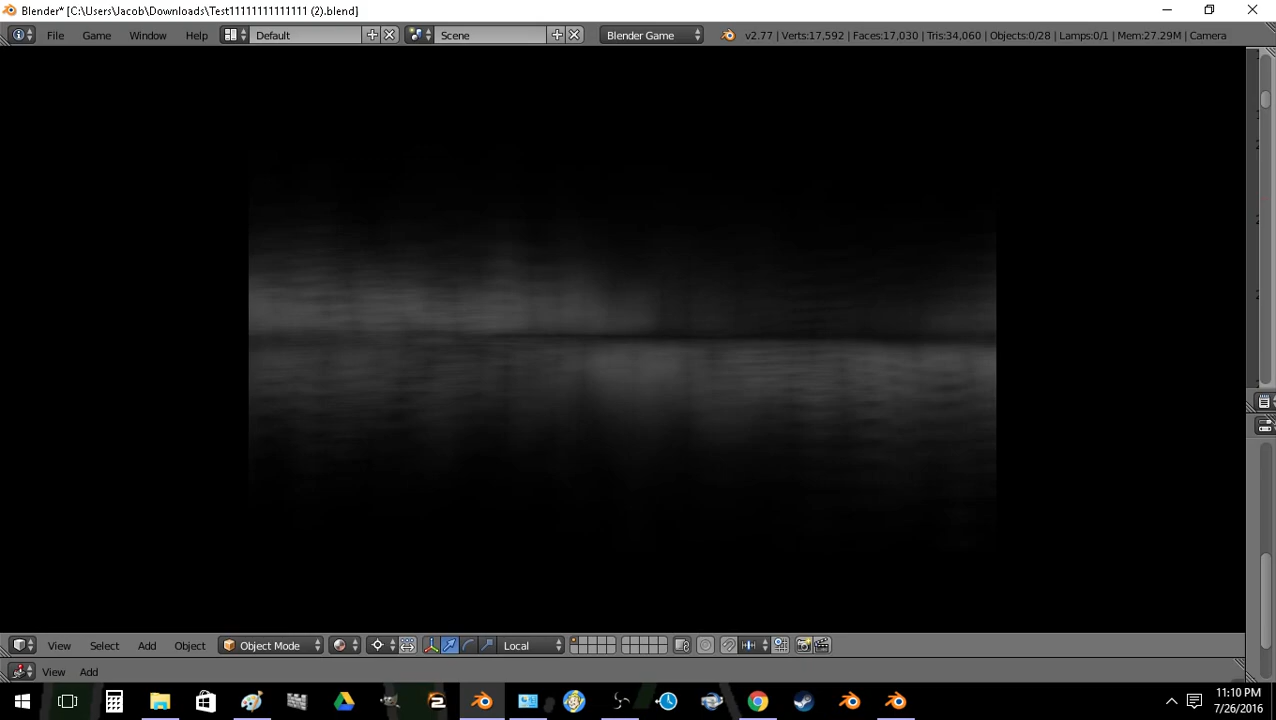 Blender* [C:\Users\Jacob\Downloads\Test11111111111111 (2).blend]
File Game Window Help Default Scene Blender Game v2.77 | Verts:17,592 | Faces:17,030 | Tris:34,060 | Objects:0/28 | Lamps:0/1 | Mem:27.29M | Camera
View Select Add Object Object Mode Local
View Add
11:10 PM
7/26/2016